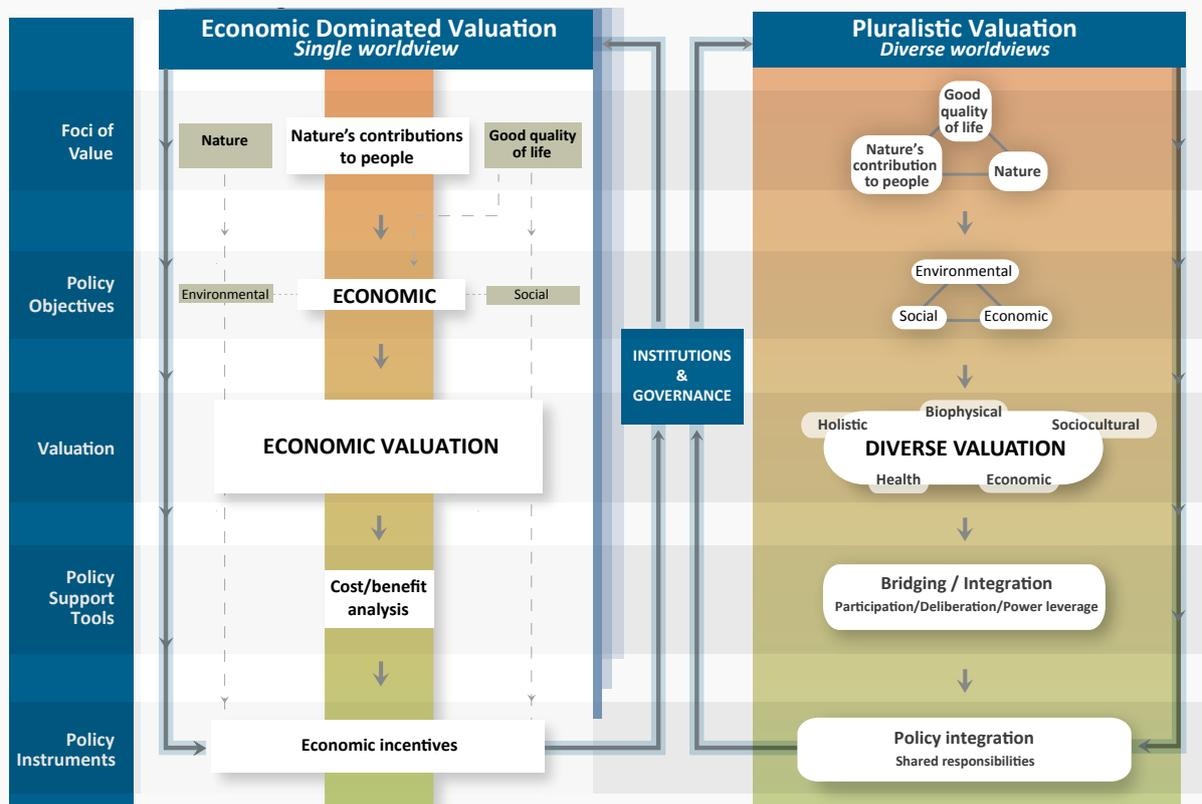 Economic Dominated Valuation
Single worldview
Pluralistic Valuation
Diverse worldviews
Foci of
Value
Nature
Nature's contributions
to people
Good quality
of life
Good
quality
of life
Nature's
contribution
to people
Nature
Policy
Objectives
Environmental
ECONOMIC
Social
Environmental
Social
Economic
INSTITUTIONS
&
GOVERNANCE
Valuation
ECONOMIC VALUATION
Biophysical
Holistic
Sociocultural
DIVERSE VALUATION
Health
Economic
Policy
Support
Tools
Cost/benefit
analysis
Bridging / Integration
Participation/Deliberation/Power leverage
Policy
Instruments
Economic incentives
Policy integration
Shared responsibilities